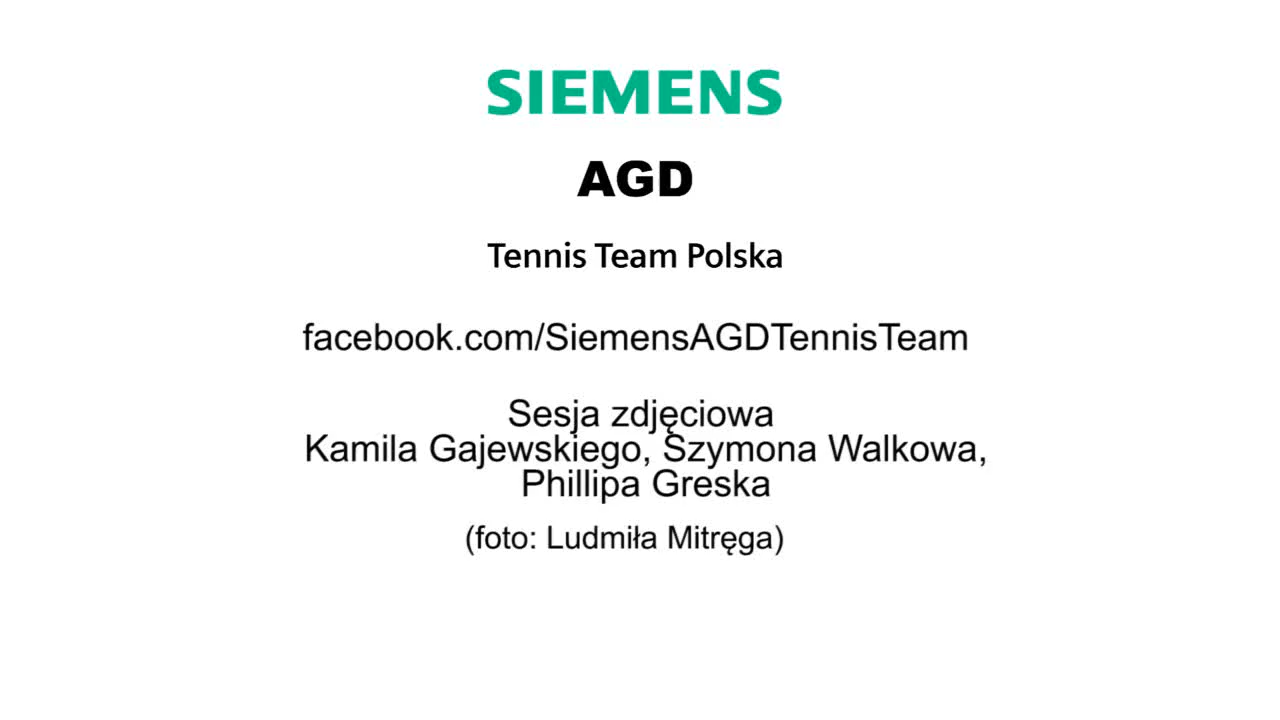 SIEMENS
AGD
Tennis Team Polska
facebook.com/SiemensAGDTennisTeam
Sesja zdjęciowa
Kamila Gajewskiego, Szymona Walkowa,
Phillipa Greska
(foto: Ludmiła Mitręga)